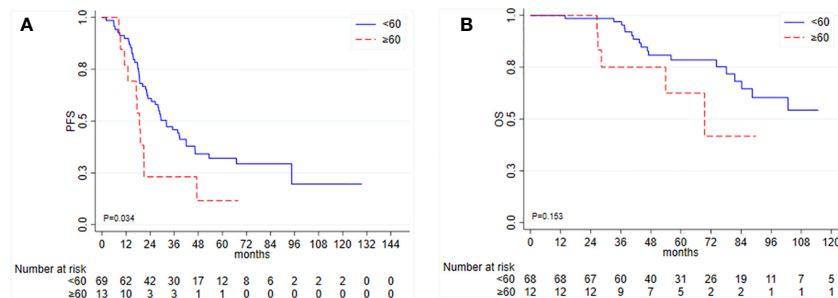 A
B
<60
≥60
<60
≥60
1.0
0.8
0.5
0.3
0.0
PFS
P=0.034
0 12 24 36 48 60 72 84 96 108 120 132 144
months
1.0
0.8
0.5
0.3
0.0
OS
P=0.153
0 12 24 36 48 60 72 84 96 108 120
months
Number at risk
<60 69 62 42 30 17 12 8 6 2 2 2 0 0
≥60 13 10 3 3 1 1 0 0 0 0 0 0 0
Number at risk
<60 68 68 67 60 40 31 26 19 11 7 5
≥60 12 12 12 9 7 5 2 2 1 1 1